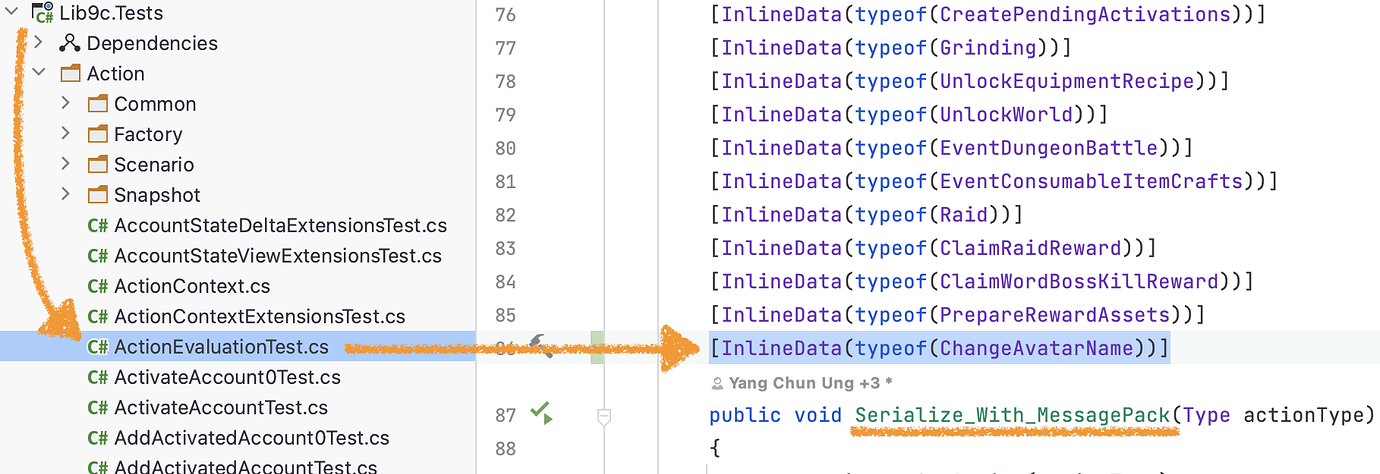 Lib9c.Tests
Dependencies
Action
Common
Factory
Scenario
Snapshot
C# AccountStateDeltaExtensionsTest.cs
C# AccountStateViewExtensionsTest.cs
C# ActionContext.cs
C# ActionContextExtensionsTest.cs
C# ActionEvaluationTest.cs
C# ActivateAccount0Test.cs
C# ActivateAccountTest.cs
C# AddActivatedAccount0Test.cs
C# AddActivatedAccountTest.cs
76 [InlineData(typeof(CreatePendingActivations))]
77 [InlineData(typeof(Grinding))]
78 [InlineData(typeof(UnlockEquipmentRecipe))]
79 [InlineData(typeof(UnlockWorld))]
80 [InlineData(typeof(EventDungeonBattle))]
81 [InlineData(typeof(EventConsumableItemCrafts))]
82 [InlineData(typeof(Raid))]
83 [InlineData(typeof(ClaimRaidReward))]
84 [InlineData(typeof(ClaimWordBossKillReward))]
85 [InlineData(typeof(PrepareRewardAssets))]
86 [InlineData(typeof(ChangeAvatarName))]
Yang Chun Ung +3 *
87 public void Serialize_With_MessagePack(Type actionType)
88 {